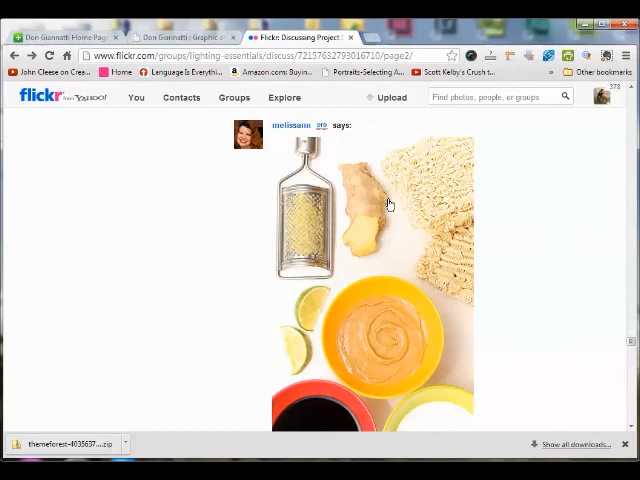 Don Giannatti Home Pag
Don Giannatti : Graphic a
Flickr: Discussing Project
www.flickr.com/groups/lighting-essentials/discuss/72157632793016710/page2/
John Cleese on Crea... Home Language Is Everythi... Amazon.com: Buyin... Portraits-Selecting A... Scott Kelby's Crush t... » Other bookmarks
flickr from YAHOO! You Contacts Groups Explore Upload Find photos, people, or groups 378
melissann pro says:
themeforest-4035637....zip Show all downloads...